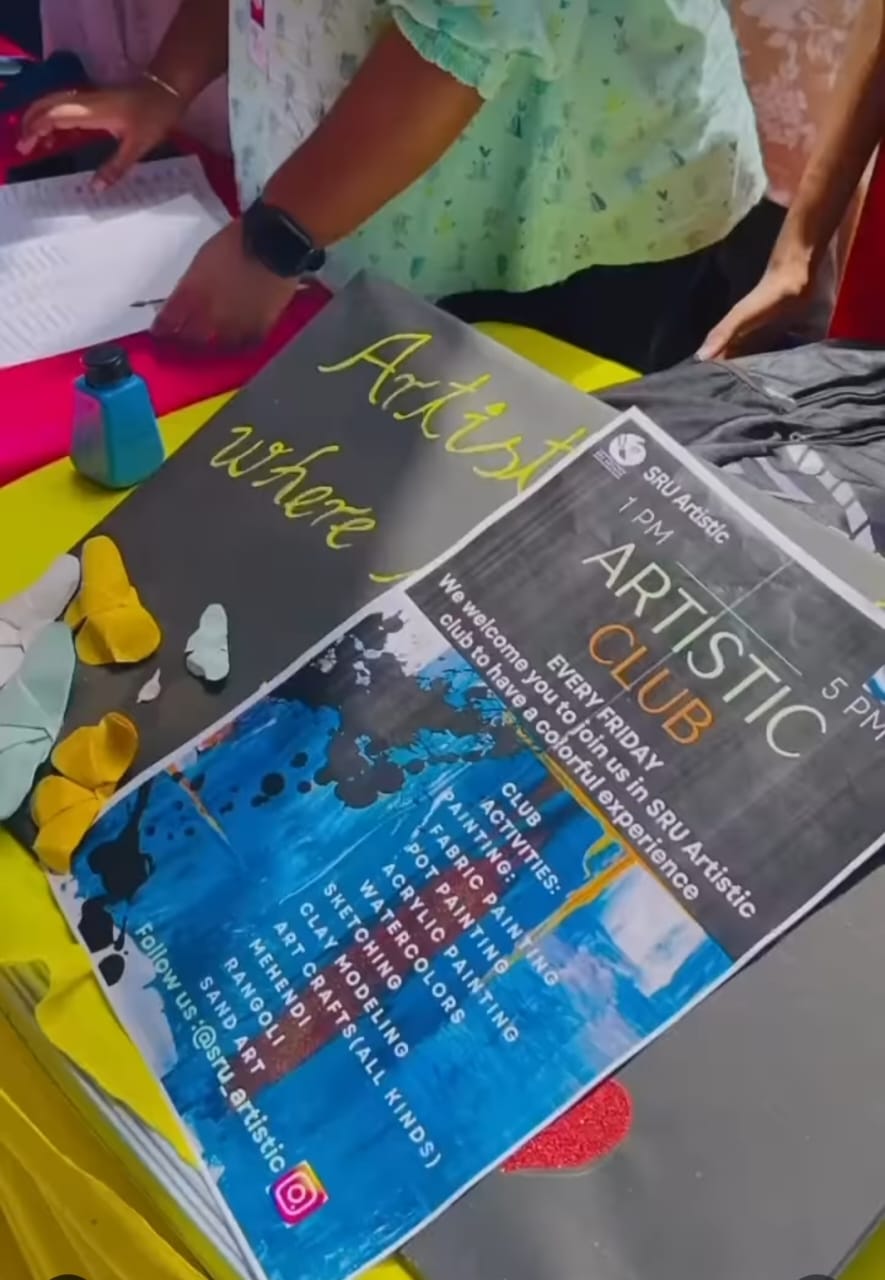 Artist
where
SRU Artistic
1 PM
ARTISTIC
CLUB
5 PM
EVERY FRIDAY
We welcome you to join us in SRU Artistic
club to have a colorful experience
CLUB
ACTIVITIES:
PAINTING:
FABRIC PAINTING
POT PAINTING
ACRYLIC PAINTING
WATERCOLORS
SKETCHING
CLAY MODELING
ART CRAFTS(ALL KINDS)
MEHENDI
RANGOLI
SAND ART
Follow us :@sru_artistic